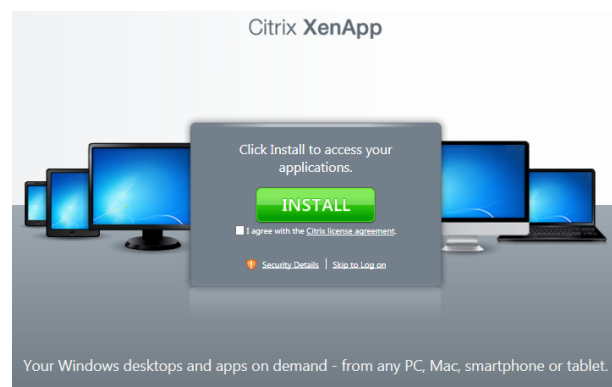 Citrix XenApp
Click Install to access your
applications.
INSTALL
I agree with the Citrix license agreement.
Security Details | Skip to Log on
Your Windows desktops and apps on demand - from any PC, Mac, smartphone or tablet.